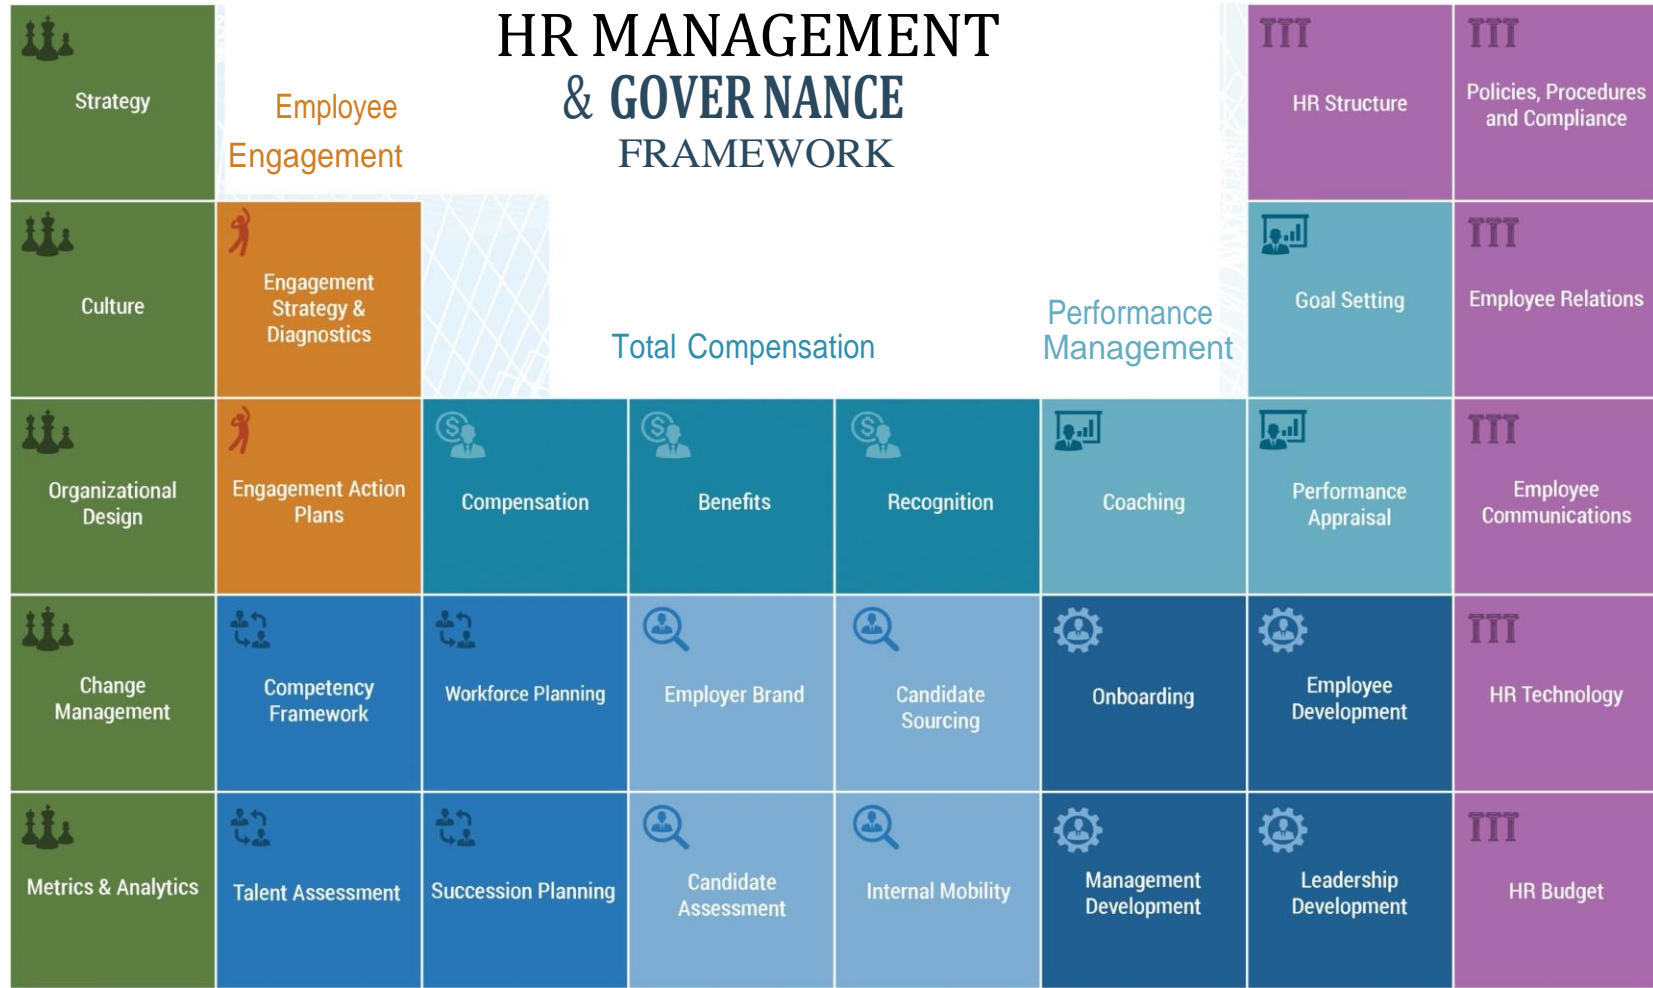 HR MANAGEMENT
& GOVER NANCE
FRAMEWORK
Strategy
Employee
Engagement
HR Structure
Policies, Procedures
and Compliance
Culture
Engagement
Strategy &
Diagnostics
Total Compensation
Performance
Management
Goal Setting
Employee Relations
Organizational
Design
Engagement Action
Plans
Compensation
Benefits
Recognition
Coaching
Performance
Appraisal
Employee
Communications
Change
Management
Competency
Framework
Workforce Planning
Employer Brand
Candidate
Sourcing
Onboarding
Employee
Development
HR Technology
Metrics & Analytics
Talent Assessment
Succession Planning
Candidate
Assessment
Internal Mobility
Management
Development
Leadership
Development
HR Budget